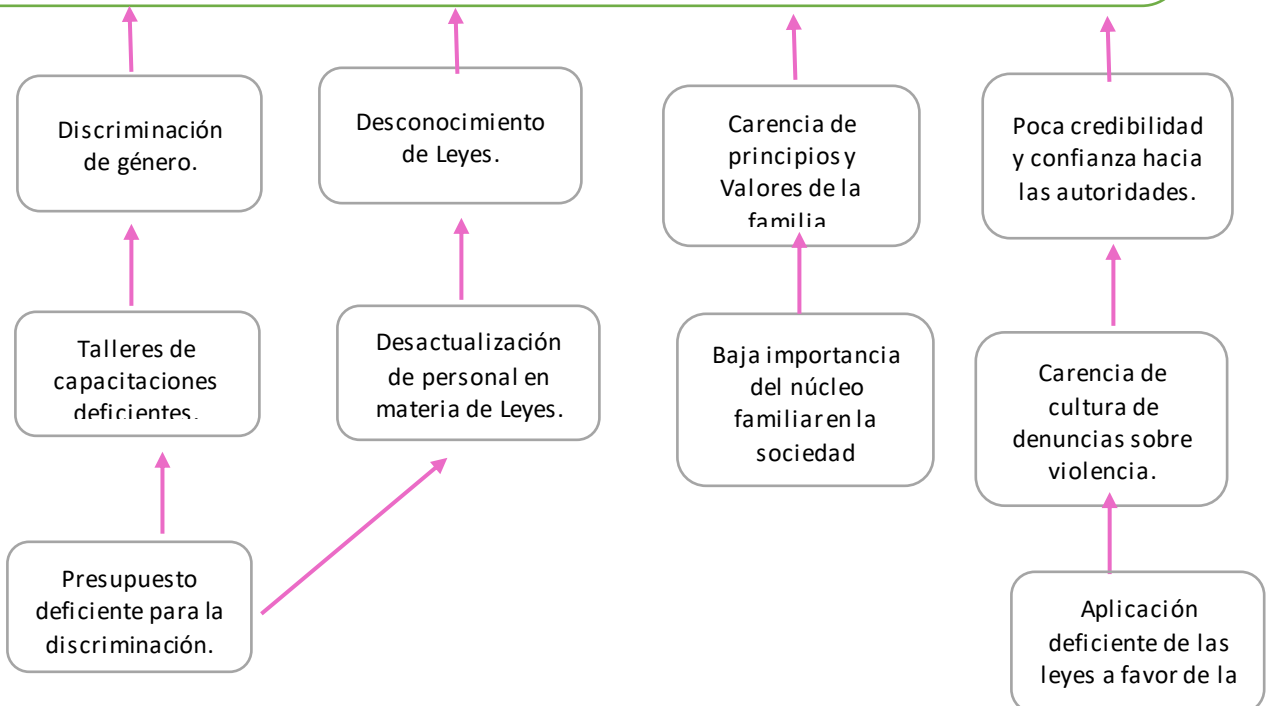 Discriminación
de género.
Desconocimiento
de Leyes.
Carencia de
principios y
Valores de la
familia
Poca credibilidad
y confianza hacia
las autoridades.
Talleres de
capacitaciones
deficientes.
Desactualización
de personal en
materia de Leyes.
Baja importancia
del núcleo
familiar en la
sociedad
Carencia de
cultura de
denuncias sobre
violencia.
Presupuesto
deficiente para la
discriminación.
Aplicación
deficiente de las
leyes a favor de la